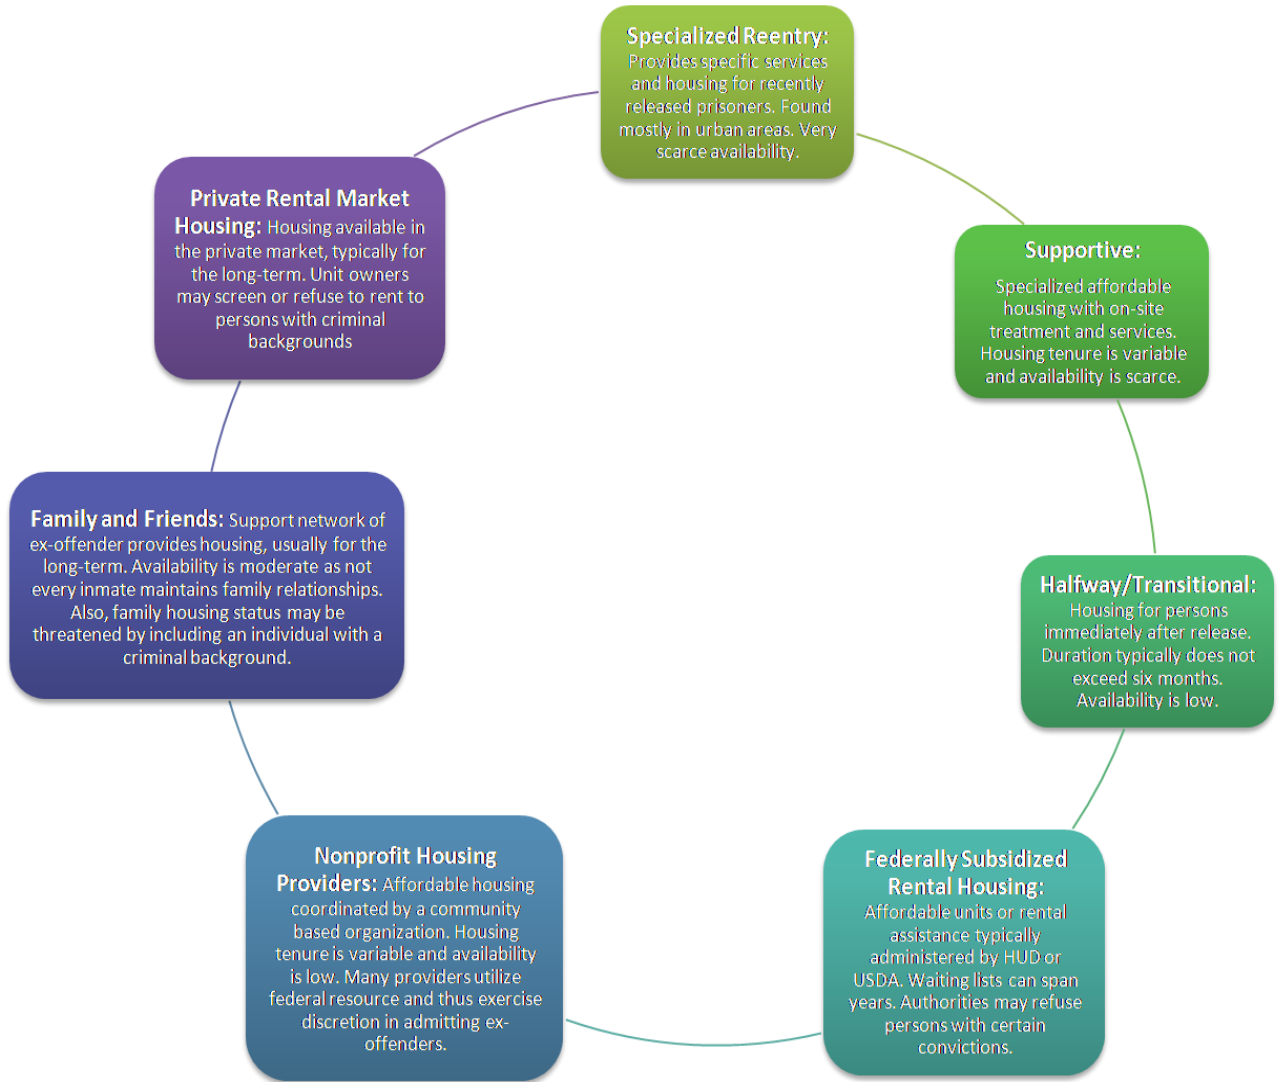 Specialized Reentry:
Provides specific services
and housing for recently
released prisoners. Found
mostly in urban areas. Very
scarce availability.
Supportive:
Specialized affordable
housing with on-site
treatment and services.
Housing tenure is variable
and availability is scarce.
Halfway/Transitional:
Housing for persons
immediately after release.
Duration typically does not
exceed six months.
Availability is low.
Federally Subsidized
Rental Housing:
Affordable units or rental
assistance typically
administered by HUD or
USDA. Waiting lists can span
years. Authorities may refuse
persons with certain
convictions.
Nonprofit Housing
Providers: Affordable housing
coordinated by a community
based organization. Housing
tenure is variable and availability
is low. Many providers utilize
federal resource and thus exercise
discretion in admitting ex-
offenders.
Family and Friends: Support network of
ex-offender provides housing, usually for the
long-term. Availability is moderate as not
every inmate maintains family relationships.
Also, family housing status may be
threatened by including an individual with a
criminal background.
Private Rental Market
Housing: Housing available in
the private market, typically for
the long-term. Unit owners
may screen or refuse to rent to
persons with criminal
backgrounds